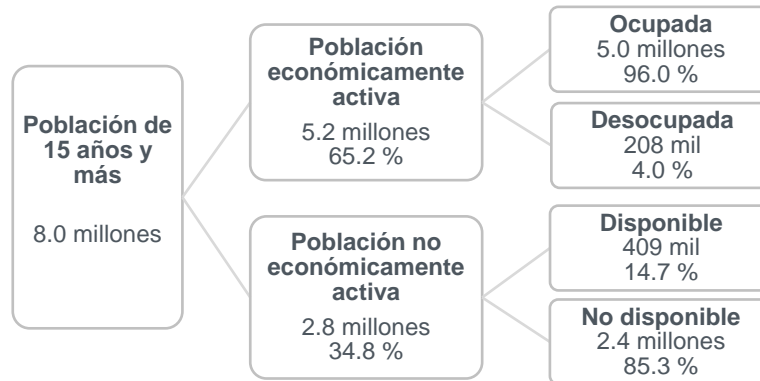 Población de
15 años y
más
8.0 millones
Población
económicamente
activa
5.2 millones
65.2 %
Población no
económicamente
activa
2.8 millones
34.8 %
Ocupada
5.0 millones
96.0 %
Desocupada
208 mil
4.0 %
Disponible
409 mil
14.7 %
No disponible
2.4 millones
85.3 %